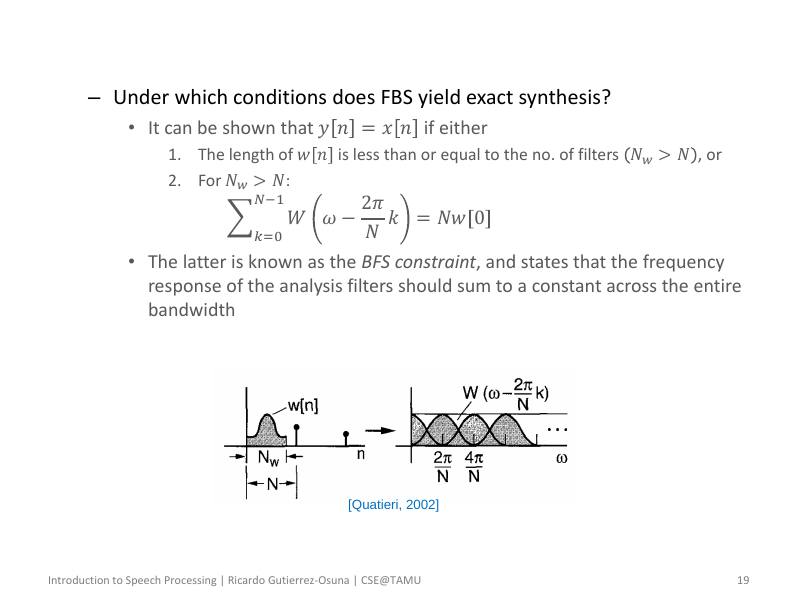 – Under which conditions does FBS yield exact synthesis?
• It can be shown that 𝑦[𝑛] = 𝑥[𝑛] if either
1. The length of 𝑤[𝑛] is less than or equal to the no. of filters (𝑁𝑤 > 𝑁), or
2. For 𝑁𝑤 > 𝑁:
∑_{𝑘=0}^{𝑁−1} 𝑊(𝜔 − 2𝜋/𝑁 𝑘) = 𝑁𝑤[0]
• The latter is known as the BFS constraint, and states that the frequency
response of the analysis filters should sum to a constant across the entire
bandwidth
w[n]
W (ω−2π/N k)
...
Nw
n
2π/N 4π/N
ω
N
[Quatieri, 2002]
Introduction to Speech Processing | Ricardo Gutierrez-Osuna | CSE@TAMU
19